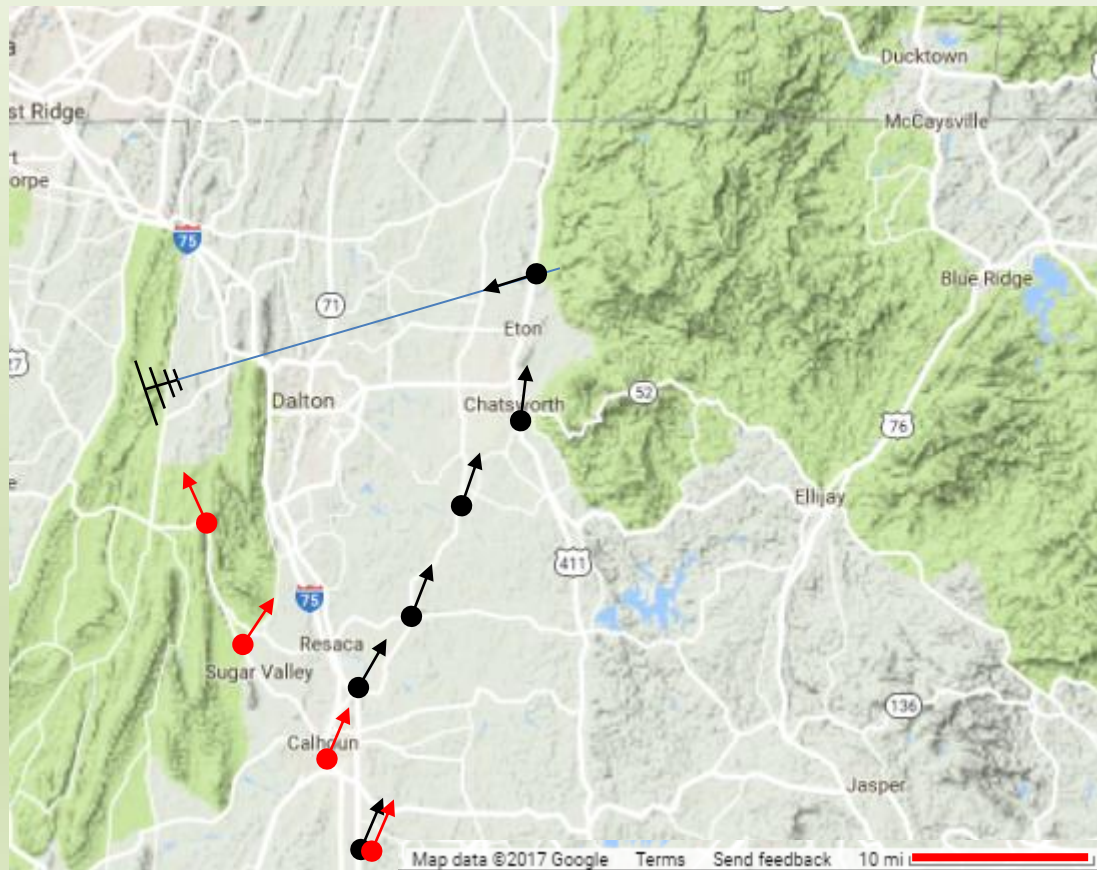 Ducktown
a
st Ridge
McCaysville
t
orpe
75
Blue Ridge
71
Eton
27
52
Dalton
Chatsworth
76
e
Ellijay
411
75
Resaca
Sugar Valley
136
Calhoun
Jasper
Map data ©2017 Google Terms Send feedback 10 mi